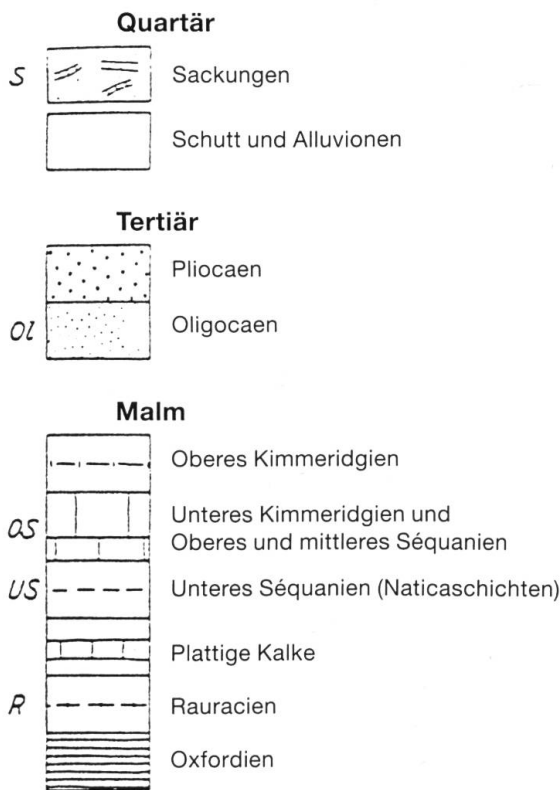 Quartär
S Sackungen
Schutt und Alluvionen
Tertiär
Pliocaen
Ol Oligocaen
Malm
Oberes Kimmeridgien
OS Unteres Kimmeridgien und
Oberes und mittleres Séquanien
US Unteres Séquanien (Naticaschichten)
Plattige Kalke
R Rauracien
Oxfordien